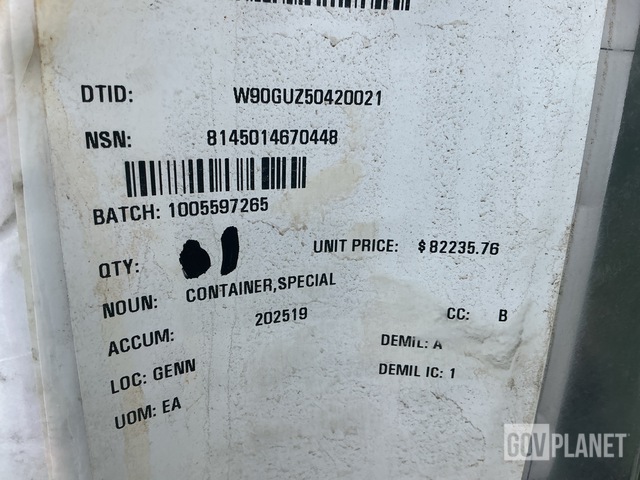 DTID: W90GUZ50420021
NSN: 8145014670448
BATCH: 1005597265
QTY: 1 UNIT PRICE: $ 82235.76
NOUN: CONTAINER,SPECIAL
ACCUM: 202519 CC: B
LOC: GENN DEMIL: A
UOM: EA DEMIL IC: 1
GOVPLANET